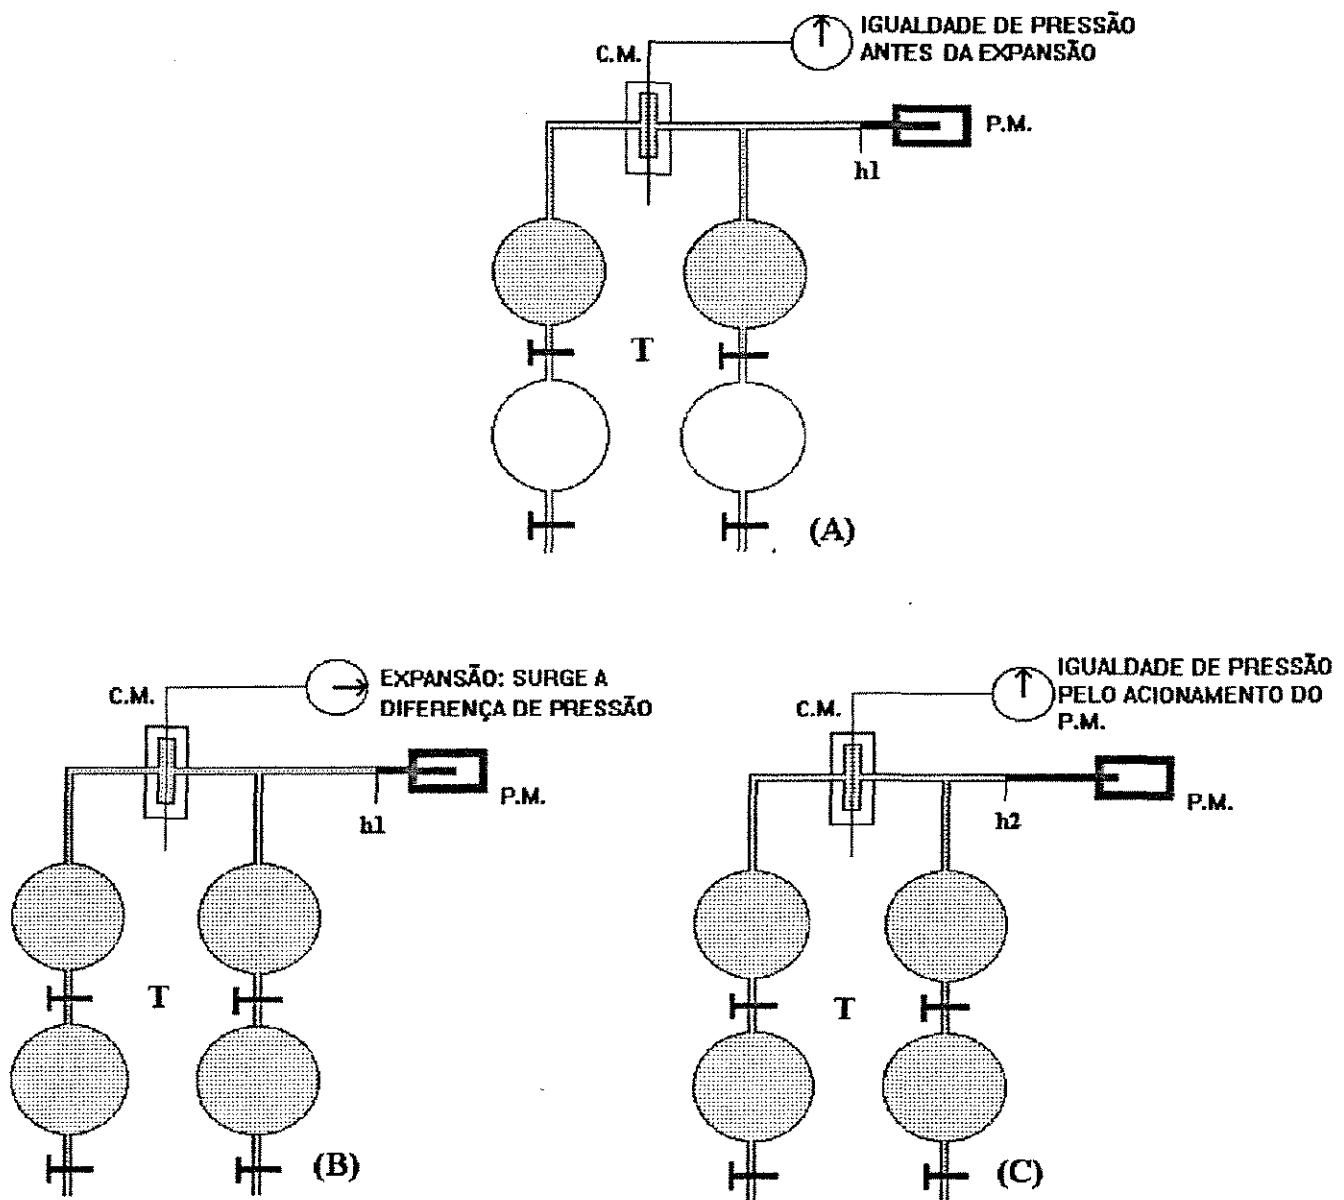 IGUALDADE DE PRESSÃO
ANTES DA EXPANSÃO
C.M.
P.M.
h1
T
(A)
EXPANSÃO: SURGE A
DIFERENÇA DE PRESSÃO
C.M.
P.M.
h1
T
(B)
IGUALDADE DE PRESSÃO
PELO ACIONAMENTO DO
P.M.
C.M.
P.M.
h2
T
(C)